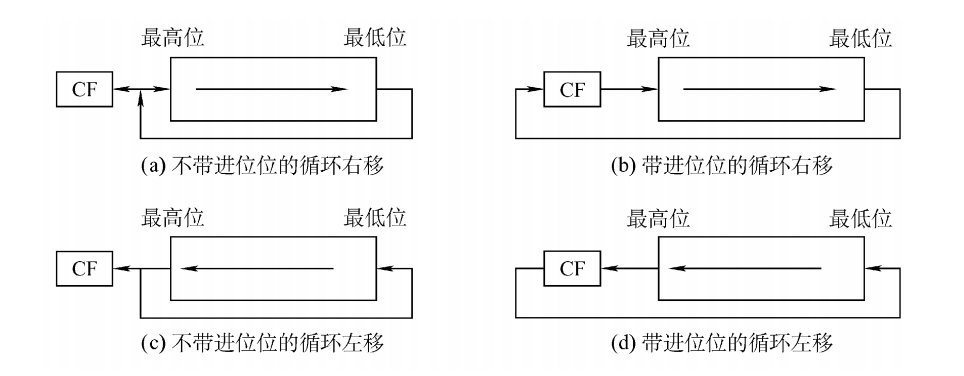 最高位 最低位 最高位 最低位
CF CF
(a) 不带进位位的循环右移 (b) 带进位位的循环右移
最高位 最低位 最高位 最低位
CF CF
(c) 不带进位位的循环左移 (d) 带进位位的循环左移